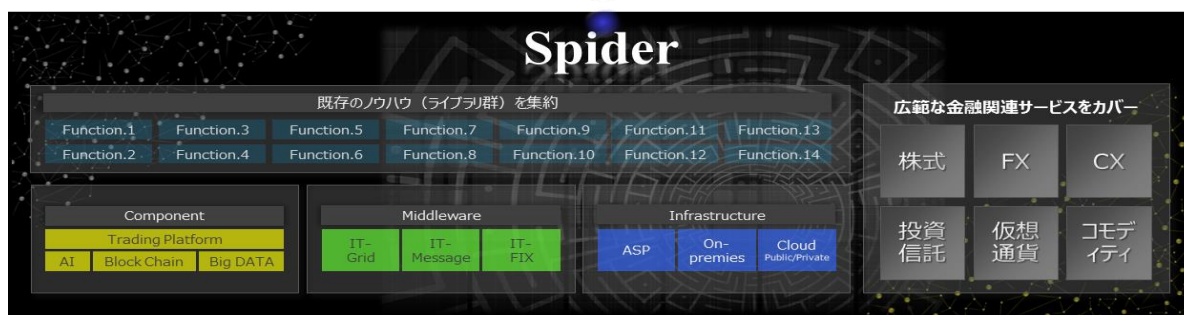 Spider
既存のノウハウ（ライブラリ群）を集約
Function.1 Function.3 Function.5 Function.7 Function.9 Function.11 Function.13
Function.2 Function.4 Function.6 Function.8 Function.10 Function.12 Function.14
Component
Trading Platform
AI Block Chain Big DATA
Middleware
IT-
Grid
IT-
Message
IT-
FIX
Infrastructure
ASP
On-
premies
Cloud
Public/Private
広範な金融関連サービスをカバー
株式 FX CX
投資
信託
仮想
通貨
コモデ
ィティ